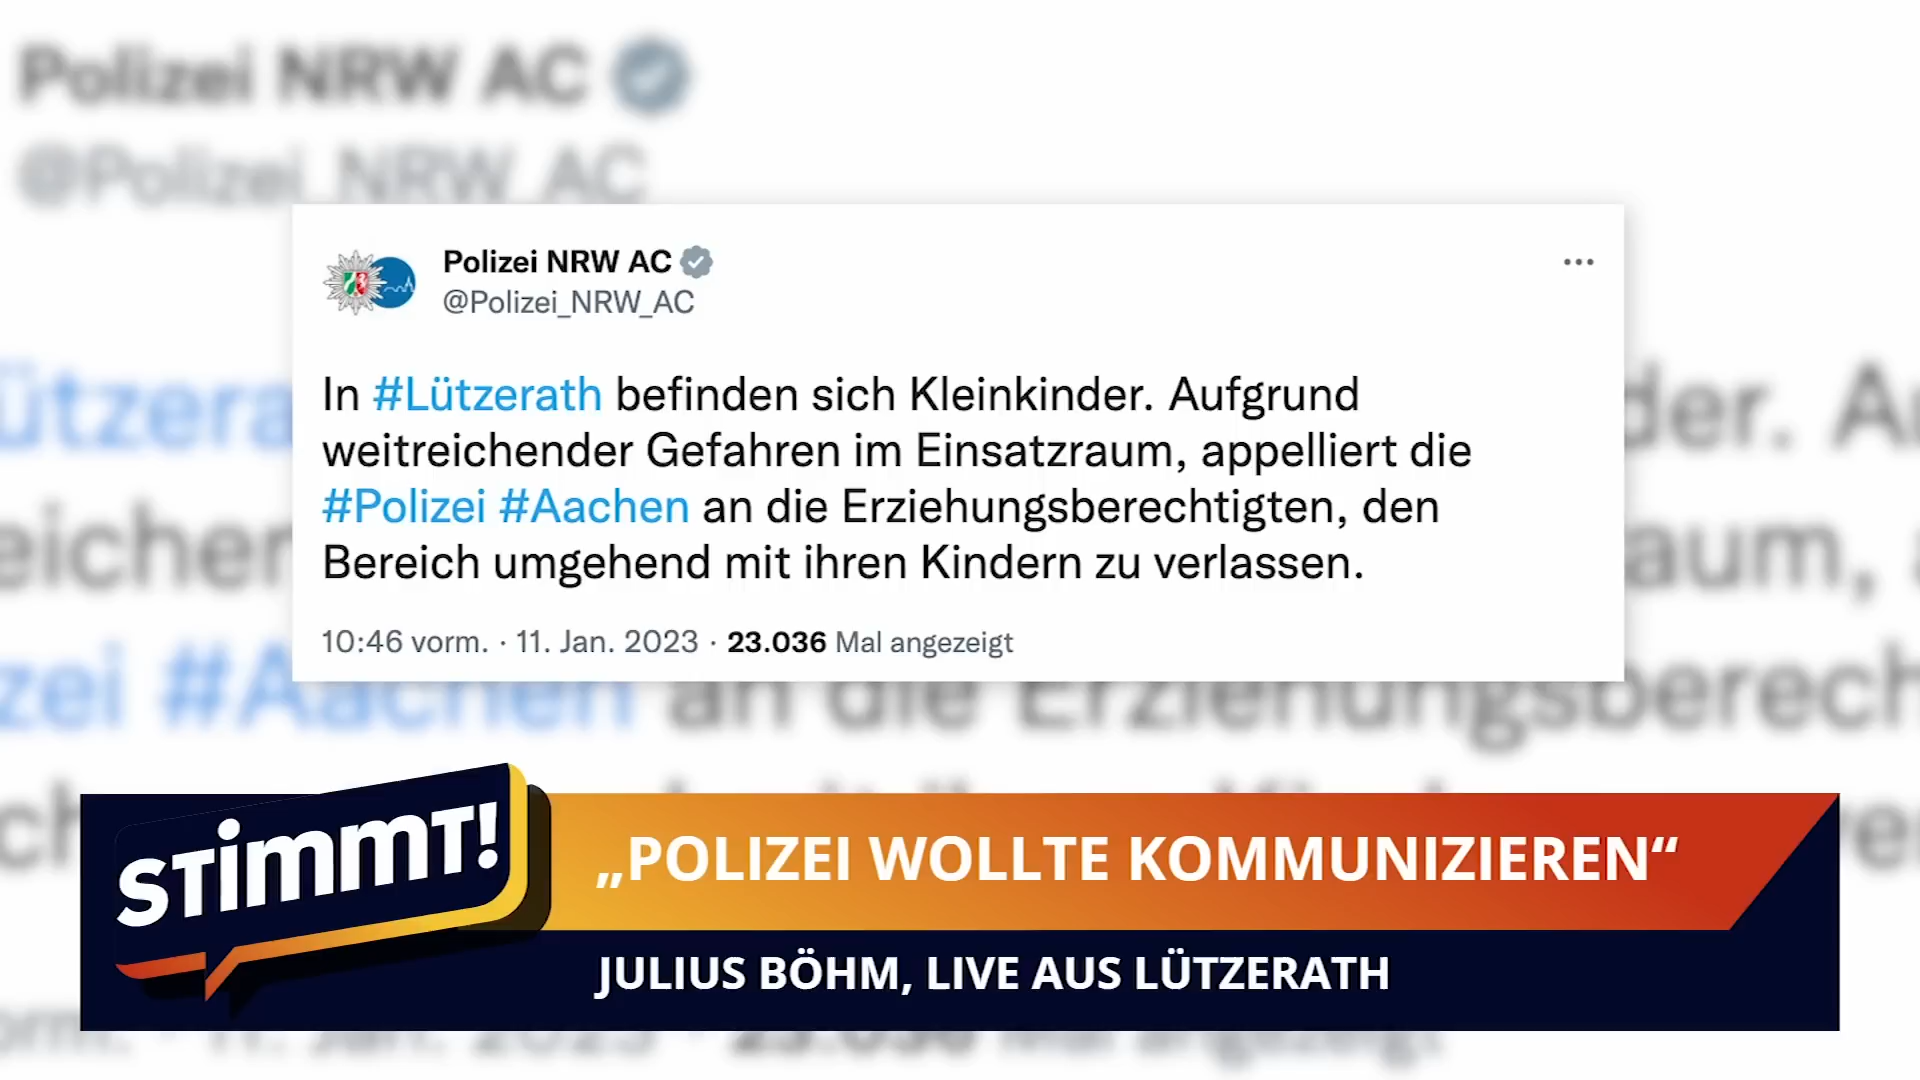 Polizei NRW AC
@Polizei_NRW_AC
Polizei NRW AC
@Polizei_NRW_AC
In #Lützerath befinden sich Kleinkinder. Aufgrund
weitreichender Gefahren im Einsatzraum, appelliert die
#Polizei #Aachen an die Erziehungsberechtigten, den
Bereich umgehend mit ihren Kindern zu verlassen.
10:46 vorm. · 11. Jan. 2023 · 23.036 Mal angezeigt
STiMMT!
„POLIZEI WOLLTE KOMMUNIZIEREN“
JULIUS BÖHM, LIVE AUS LÜTZERATH